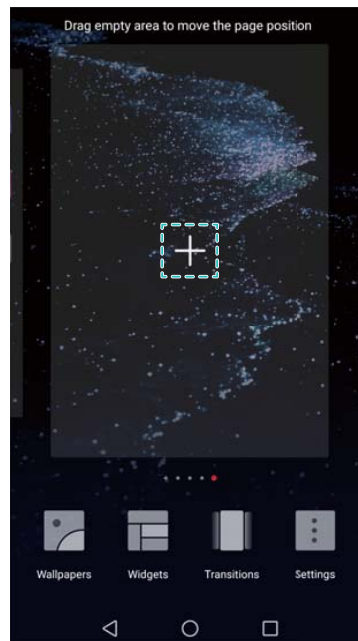 Drag empty area to move the page position
Wallpapers
Widgets
Transitions
Settings